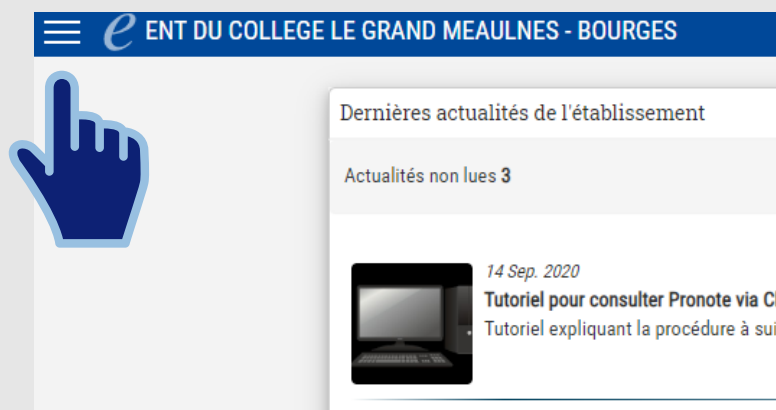 e ENT DU COLLEGE LE GRAND MEAULNES - BOURGES
Dernières actualités de l'établissement
Actualités non lues 3
14 Sep. 2020
Tutoriel pour consulter Pronote via
Tutoriel expliquant la procédure à